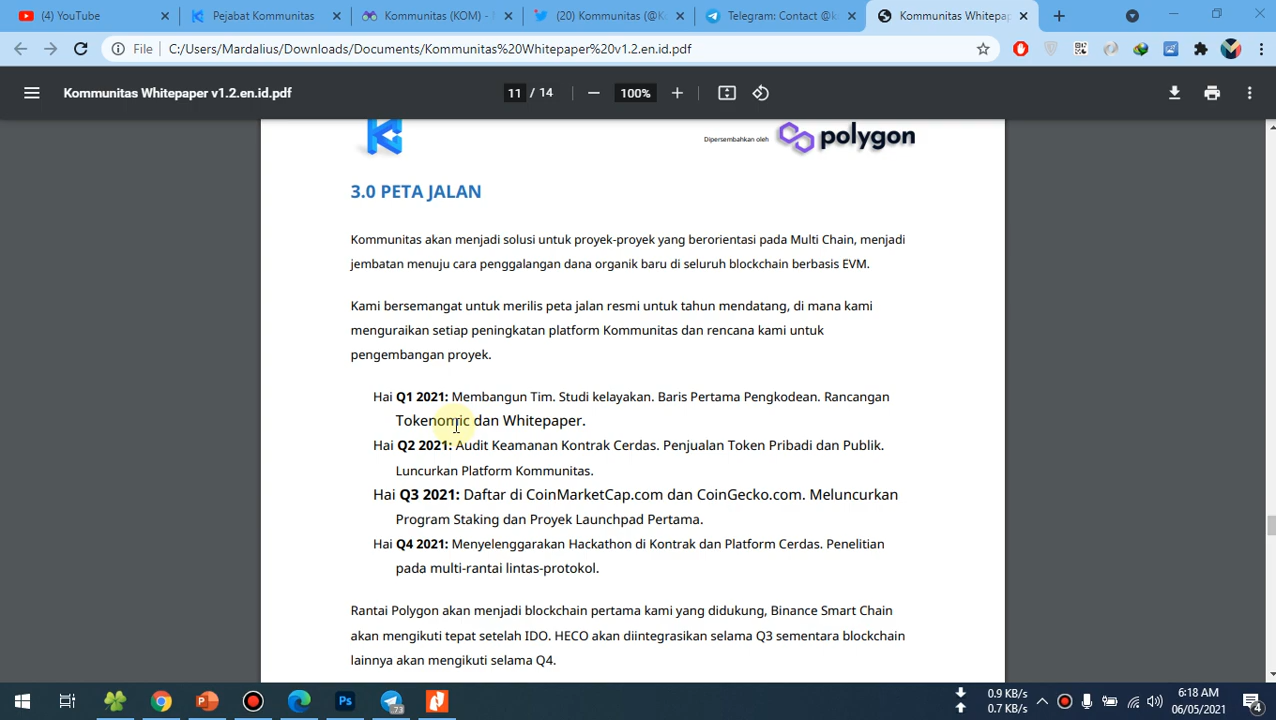 (4) YouTube
Pejabat Kommunitas
Kommunitas (KOM) -
(20) Kommunitas (@K
Telegram: Contact @k
Kommunitas Whitepap
File
C:/Users/Mardalius/Downloads/Documents/Kommunitas%20Whitepaper%20v1.2.en.id.pdf
Kommunitas Whitepaper v1.2.en.id.pdf
11 / 14
100%
Dipersembahkan oleh
polygon
3.0 PETA JALAN
Kommunitas akan menjadi solusi untuk proyek-proyek yang berorientasi pada Multi Chain, menjadi
jembatan menuju cara penggalangan dana organik baru di seluruh blockchain berbasis EVM.
Kami bersemangat untuk merilis peta jalan resmi untuk tahun mendatang, di mana kami
menguraikan setiap peningkatan platform Kommunitas dan rencana kami untuk
pengembangan proyek.
Hai Q1 2021: Membangun Tim. Studi kelayakan. Baris Pertama Pengkodean. Rancangan
Tokenomic dan Whitepaper.
Hai Q2 2021: Audit Keamanan Kontrak Cerdas. Penjualan Token Pribadi dan Publik.
Luncurkan Platform Kommunitas.
Hai Q3 2021: Daftar di CoinMarketCap.com dan CoinGecko.com. Meluncurkan
Program Staking dan Proyek Launchpad Pertama.
Hai Q4 2021: Menyelenggarakan Hackathon di Kontrak dan Platform Cerdas. Penelitian
pada multi-rantai lintas-protokol.
Rantai Polygon akan menjadi blockchain pertama kami yang didukung, Binance Smart Chain
akan mengikuti tepat setelah IDO. HECO akan diintegrasikan selama Q3 sementara blockchain
lainnya akan mengikuti selama Q4.
73
0.9 KB/s
0.7 KB/s
6:18 AM
06/05/2021
4